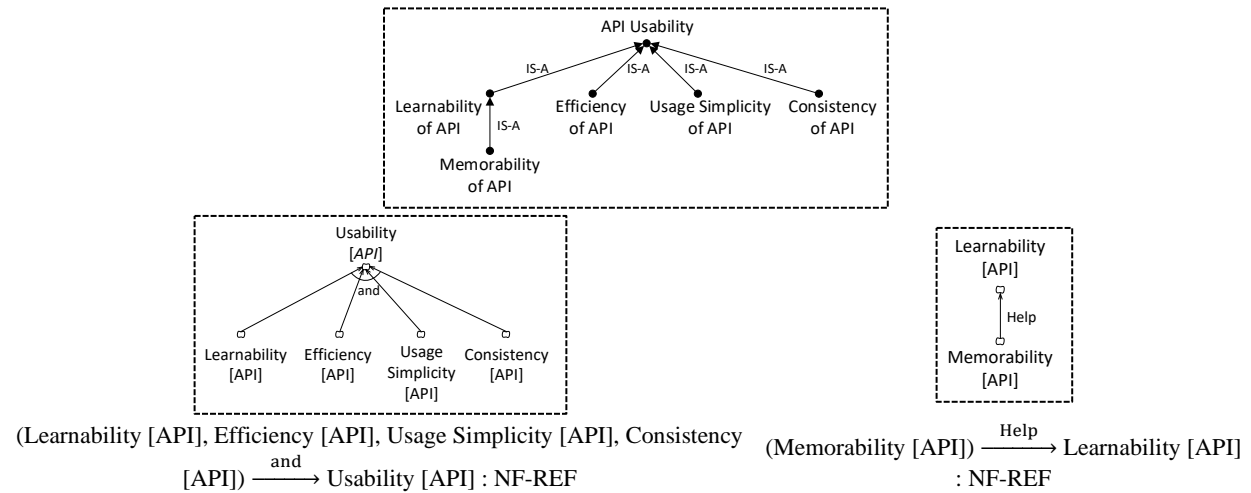 API Usability
IS-A
IS-A
IS-A
IS-A
Learnability
of API
Efficiency
of API
Usage Simplicity
of API
Consistency
of API
IS-A
Memorability
of API
Usability
[API]
and
Learnability
[API]
Efficiency
[API]
Usage
Simplicity
[API]
Consistency
[API]
Learnability
[API]
Help
Memorability
[API]
(Learnability [API], Efficiency [API], Usage Simplicity [API], Consistency
[API]) and → Usability [API] : NF-REF
(Memorability [API]) Help → Learnability [API]
: NF-REF